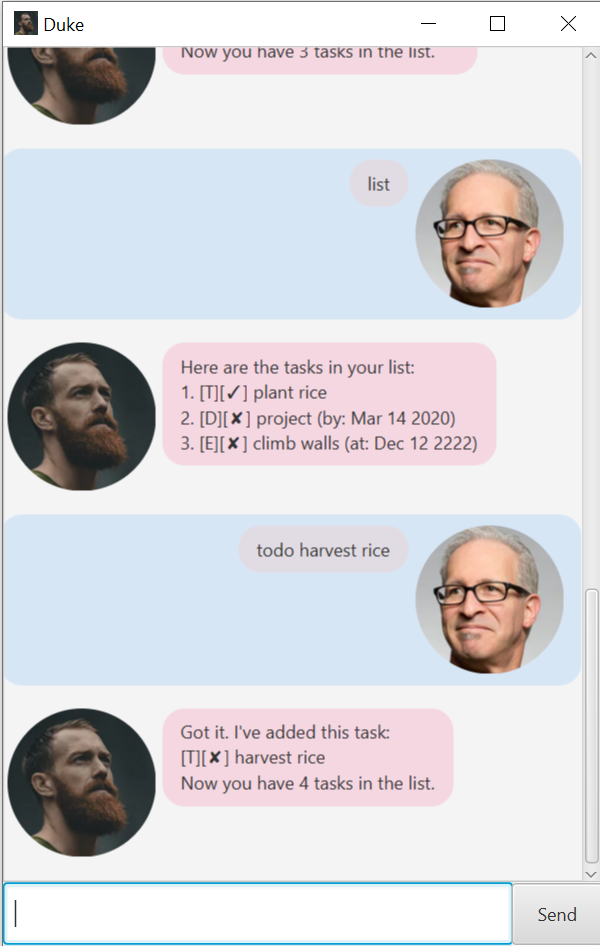 Duke
Now you have 3 tasks in the list.
list
Here are the tasks in your list:
1. [T][✓] plant rice
2. [D][✘] project (by: Mar 14 2020)
3. [E][✘] climb walls (at: Dec 12 2222)
todo harvest rice
Got it. I've added this task:
[T][✘] harvest rice
Now you have 4 tasks in the list.
Send